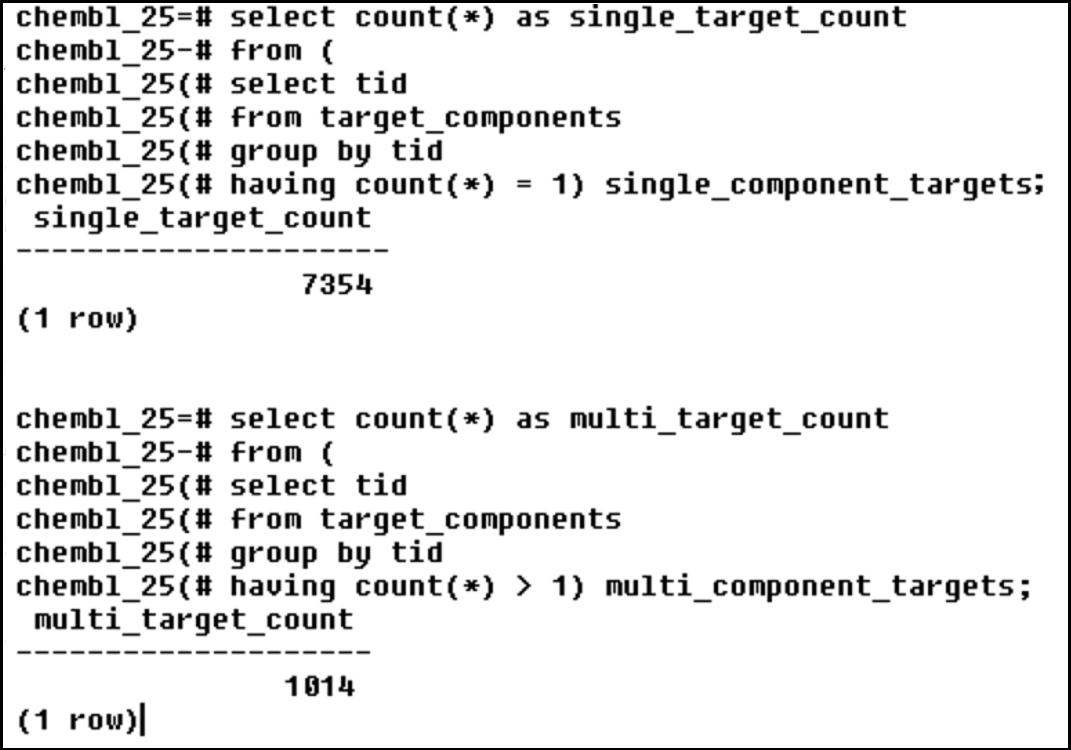 chembl_25=# select count(*) as single_target_count
chembl_25-# from (
chembl_25(# select tid
chembl_25(# from target_components
chembl_25(# group by tid
chembl_25(# having count(*) = 1) single_component_targets;
single_target_count
---------------------
7354
(1 row)
chembl_25=# select count(*) as multi_target_count
chembl_25-# from (
chembl_25(# select tid
chembl_25(# from target_components
chembl_25(# group by tid
chembl_25(# having count(*) > 1) multi_component_targets;
multi_target_count
--------------------
1014
(1 row)